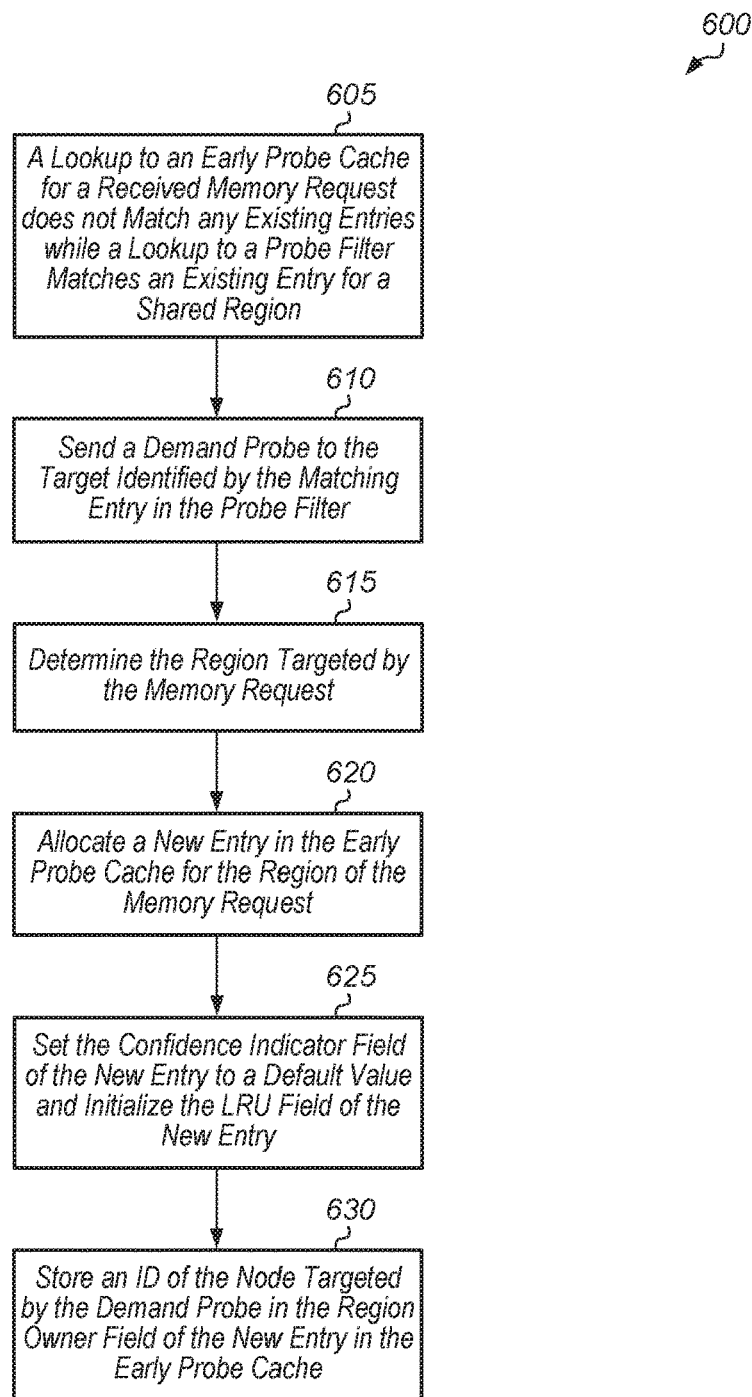 600
605
A Lookup to an Early Probe Cache
for a Received Memory Request
does not Match any Existing Entries
while a Lookup to a Probe Filter
Matches an Existing Entry for a
Shared Region
610
Send a Demand Probe to the
Target Identified by the Matching
Entry in the Probe Filter
615
Determine the Region Targeted by
the Memory Request
620
Allocate a New Entry in the Early
Probe Cache for the Region of the
Memory Request
625
Set the Confidence Indicator Field
of the New Entry to a Default Value
and Initialize the LRU Field of the
New Entry
630
Store an ID of the Node Targeted
by the Demand Probe in the Region
Owner Field of the New Entry in the
Early Probe Cache